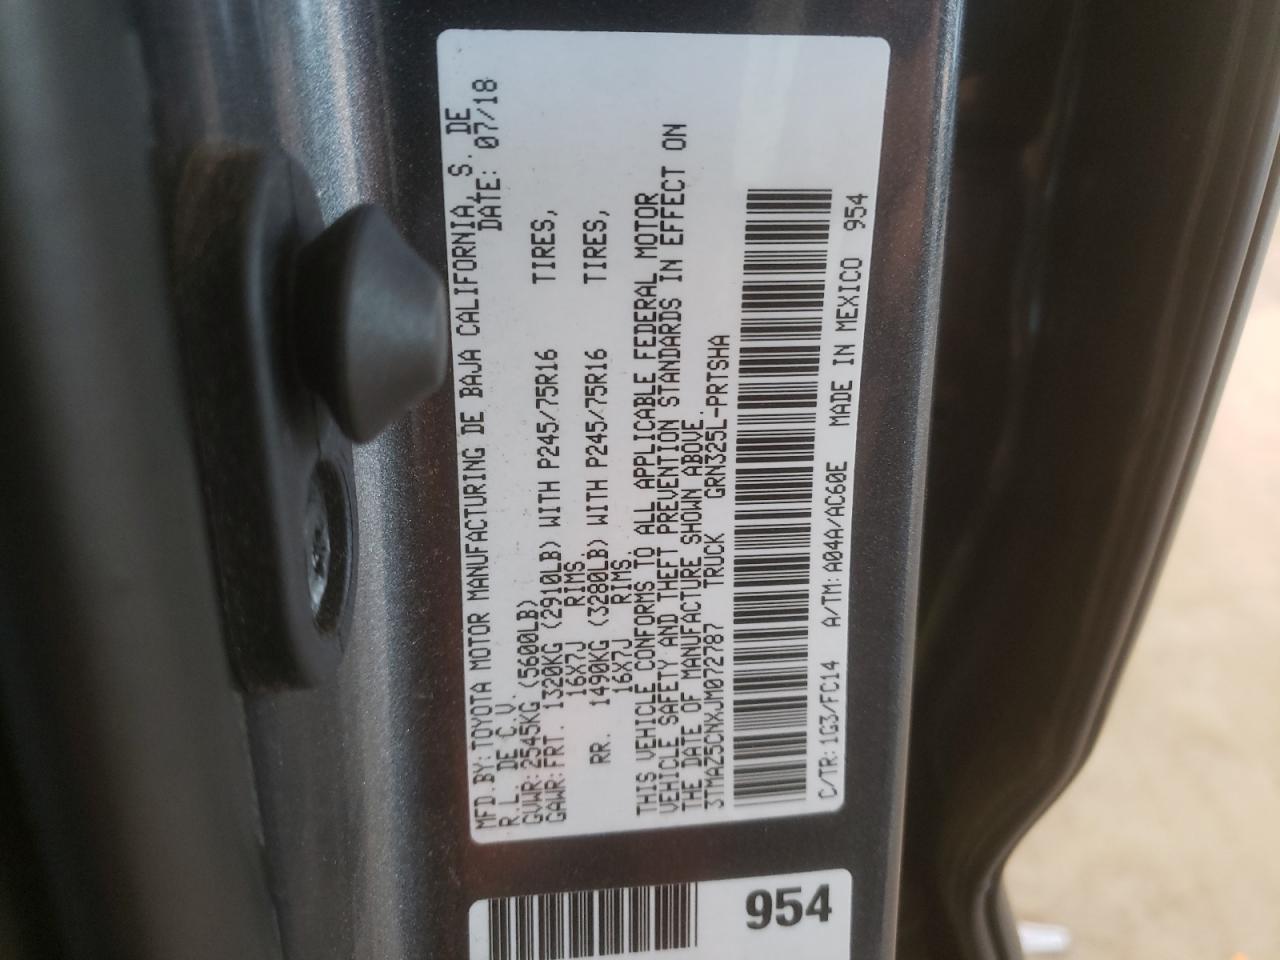 MFD.BY:TOYOTA MOTOR MANUFACTURING DE BAJA CALIFORNIA, S. DE
R.L. DE C.V. DATE: 07/18
GVWR:2545KG(5600LB)
GAWR:FRT. 1320KG(2910LB) WITH P245/75R16 TIRES,
16X7J RIMS.
RR. 1490KG(3280LB) WITH P245/75R16 TIRES,
16X7J RIMS.
THIS VEHICLE CONFORMS TO ALL APPLICABLE FEDERAL MOTOR
VEHICLE SAFETY AND THEFT PREVENTION STANDARDS IN EFFECT ON
THE DATE OF MANUFACTURE SHOWN ABOVE.
3TMAZ5CNXJM072787 TRUCK GRN325L-PRTSHA
C/TR:1G3/FC14 A/TM:A04A/AC60E MADE IN MEXICO 954
954